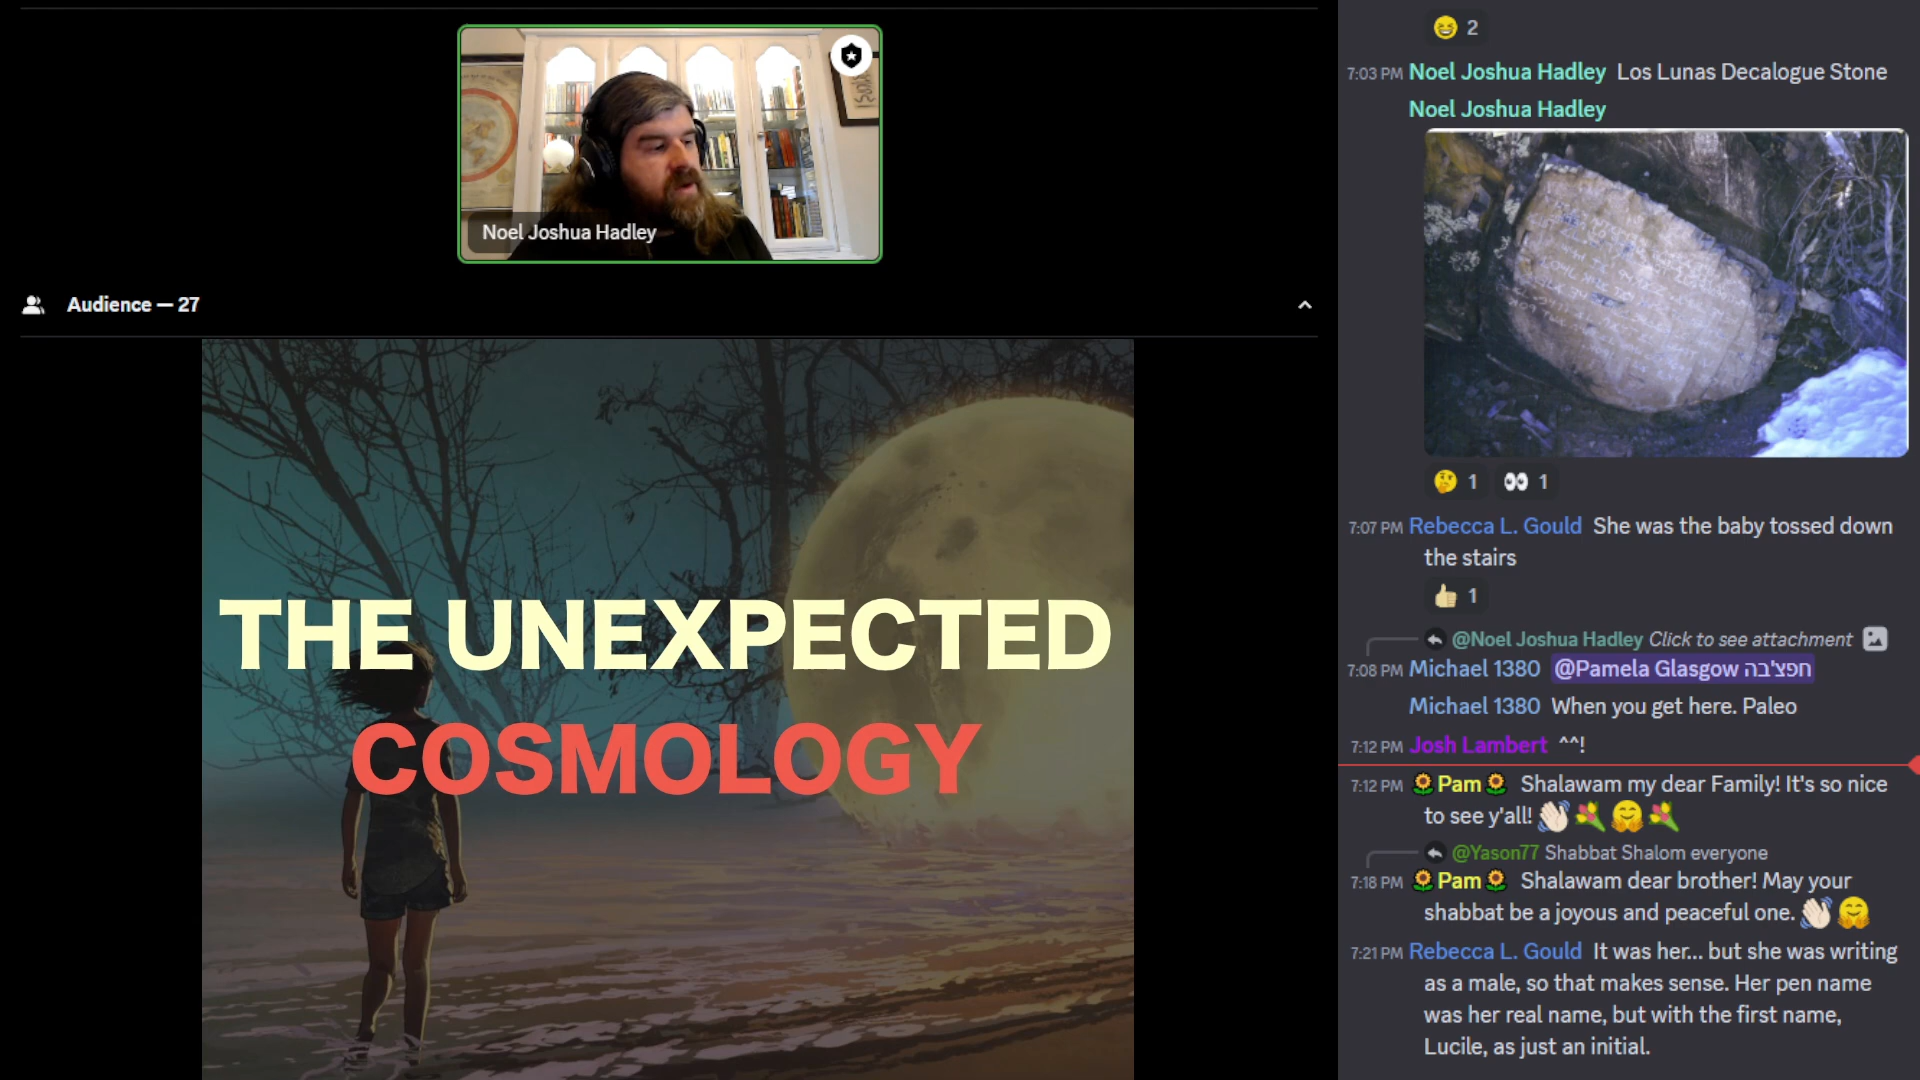 Noel Joshua Hadley
Audience — 27
THE UNEXPECTED
COSMOLOGY
2
7:03 PM Noel Joshua Hadley Los Lunas Decalogue Stone
Noel Joshua Hadley
1 1
7:07 PM Rebecca L. Gould She was the baby tossed down
the stairs
1
@Noel Joshua Hadley Click to see attachment
7:08 PM Michael 1380 @Pamela Glasgow חפצ'בה
Michael 1380 When you get here. Paleo
7:12 PM Josh Lambert ^^!
7:12 PM 🌻Pam🌻 Shalawam my dear Family! It's so nice
to see y'all! 👋🏻🌷🤗🌷
@Yason77 Shabbat Shalom everyone
7:18 PM 🌻Pam🌻 Shalawam dear brother! May your
shabbat be a joyous and peaceful one. 👋🏻🤗
7:21 PM Rebecca L. Gould It was her... but she was writing
as a male, so that makes sense. Her pen name
was her real name, but with the first name,
Lucile, as just an initial.